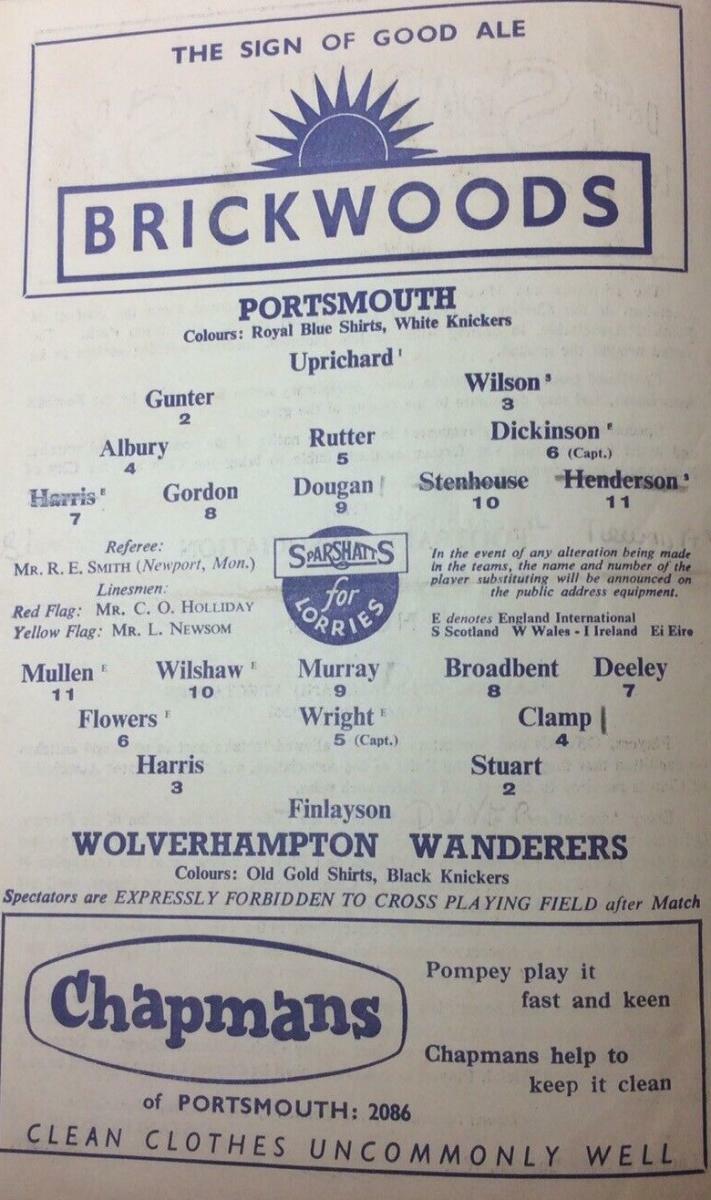 THE SIGN OF GOOD ALE
BRICKWOODS
PORTSMOUTH
Colours: Royal Blue Shirts, White Knickers
Uprichard I
Gunter Wilson S
2 3
Albury Rutter Dickinson E
4 5 6 (Capt.)
Harris E Gordon Dougan I Stenhouse Henderson S
7 8 9 10 11
Referee:
MR. R. E. SMITH (Newport, Mon.)
Linesmen:
Red Flag: MR. C. O. HOLLIDAY
Yellow Flag: MR. L. NEWSOM
SPARSHATTS
for
LORRIES
In the event of any alteration being made
in the teams, the name and number of the
player substituting will be announced on
the public address equipment.
E denotes England International
S Scotland W Wales - I Ireland Ei Eire
Mullen E Wilshaw E Murray Broadbent Deeley
11 10 9 8 7
Flowers E Wright E Clamp
6 5 (Capt.) 4
Harris Stuart
3 2
Finlayson
WOLVERHAMPTON WANDERERS
Colours: Old Gold Shirts, Black Knickers
Spectators are EXPRESSLY FORBIDDEN TO CROSS PLAYING FIELD after Match
Chapmans
of PORTSMOUTH: 2086
Pompey play it
fast and keen
Chapmans help to
keep it clean
CLEAN CLOTHES UNCOMMONLY WELL